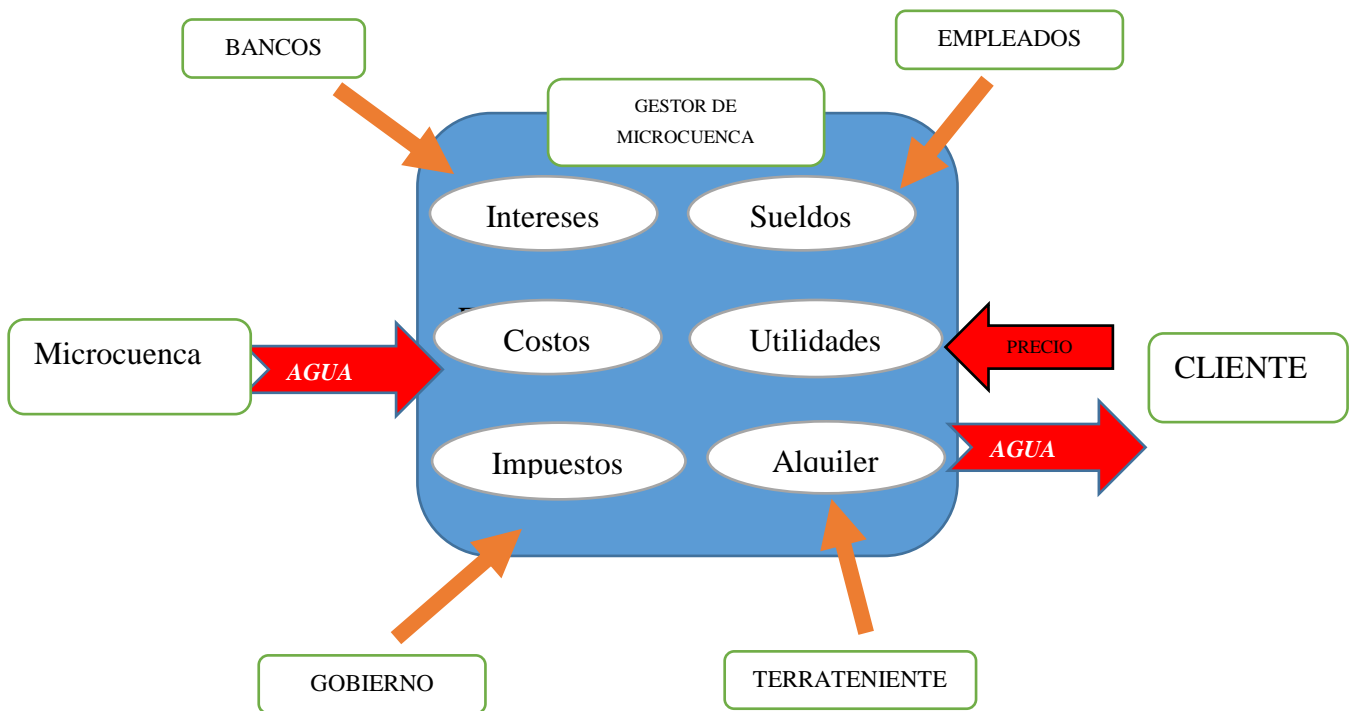 BANCOS
EMPLEADOS
GESTOR DE
MICROCUENCA
Intereses
Sueldos
Microcuenca
AGUA
Costos
Utilidades
PRECIO
CLIENTE
Impuestos
Alquiler
AGUA
GOBIERNO
TERRATENIENTE